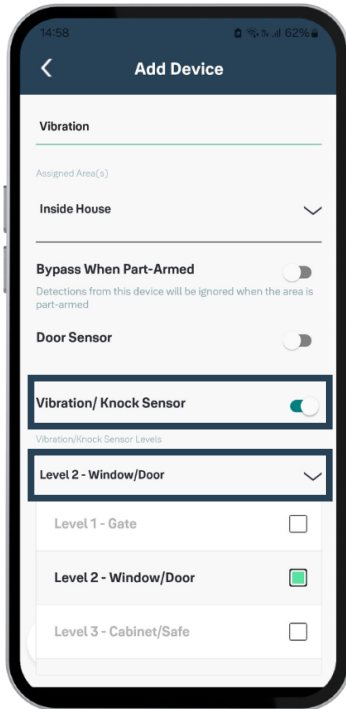 14:58
62%
Add Device
Vibration
Assigned Area(s)
Inside House
Bypass When Part-Armed
Detections from this device will be ignored when the area is
part-armed
Door Sensor
Vibration/ Knock Sensor
Vibration/Knock Sensor Levels
Level 2 - Window/Door
Level 1 - Gate
Level 2 - Window/Door
Level 3 - Cabinet/Safe